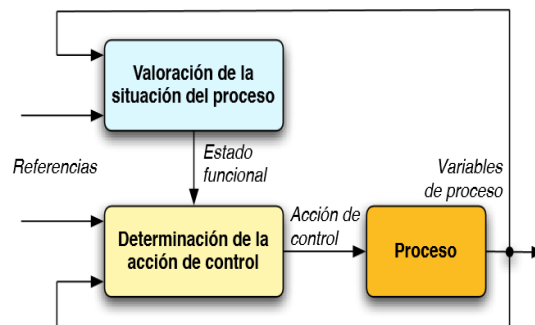 Valoración de la
situación del proceso
Referencias
Estado
funcional
Variables
de proceso
Determinación de la
acción de control
Acción de
control
Proceso